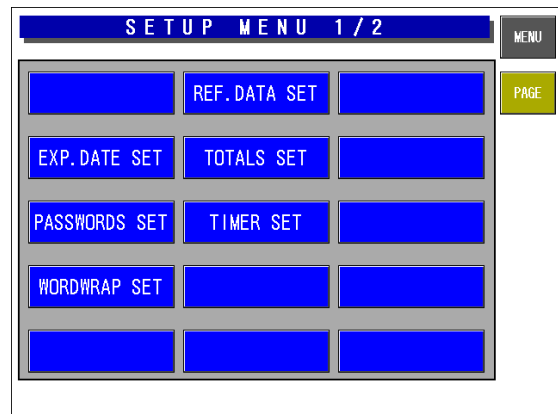 SETUP MENU 1/2
MENU
REF.DATA SET
PAGE
EXP.DATE SET
TOTALS SET
PASSWORDS SET
TIMER SET
WORDWRAP SET